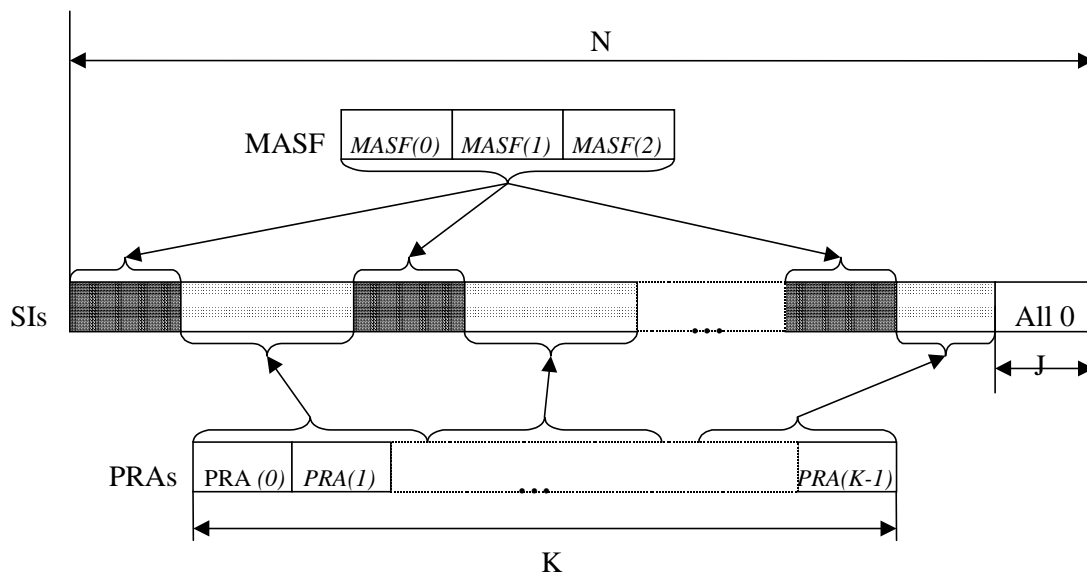 N
MASF
MASF(0) MASF(1) MASF(2)
SIs
...
All 0
J
PRAs
PRA (0) PRA(1) ... PRA(K-1)
K